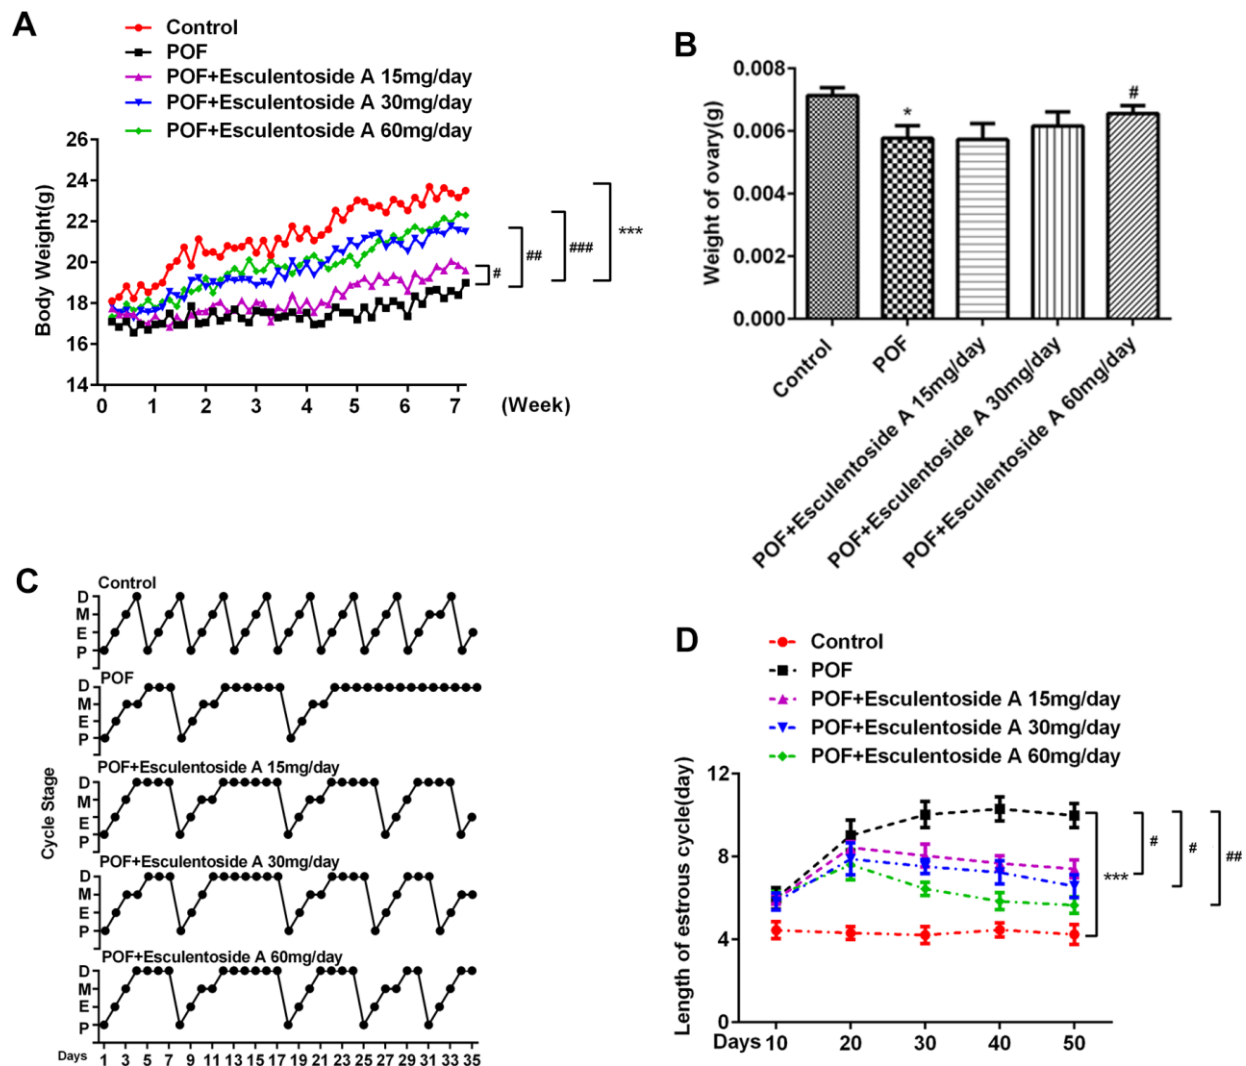 A
Control
POF
POF+Esculentoside A 15mg/day
POF+Esculentoside A 30mg/day
POF+Esculentoside A 60mg/day
Body Weight(g)
26
24
22
20
18
16
14
0 1 2 3 4 5 6 7 (Week)
# ## ### ***
B
Weight of ovary(g)
0.008
0.006
0.004
0.002
0.000
* #
Control
POF
POF+Esculentoside A 15mg/day
POF+Esculentoside A 30mg/day
POF+Esculentoside A 60mg/day
C
Cycle Stage
Control
D
M
E
P
POF
D
M
E
P
POF+Esculentoside A 15mg/day
D
M
E
P
POF+Esculentoside A 30mg/day
D
M
E
P
POF+Esculentoside A 60mg/day
D
M
E
P
Days 1 3 5 7 9 11 13 15 17 19 21 23 25 27 29 31 33 35
D
Control
POF
POF+Esculentoside A 15mg/day
POF+Esculentoside A 30mg/day
POF+Esculentoside A 60mg/day
Length of estrous cycle(day)
12
8
4
0
Days 10 20 30 40 50
*** # # ##